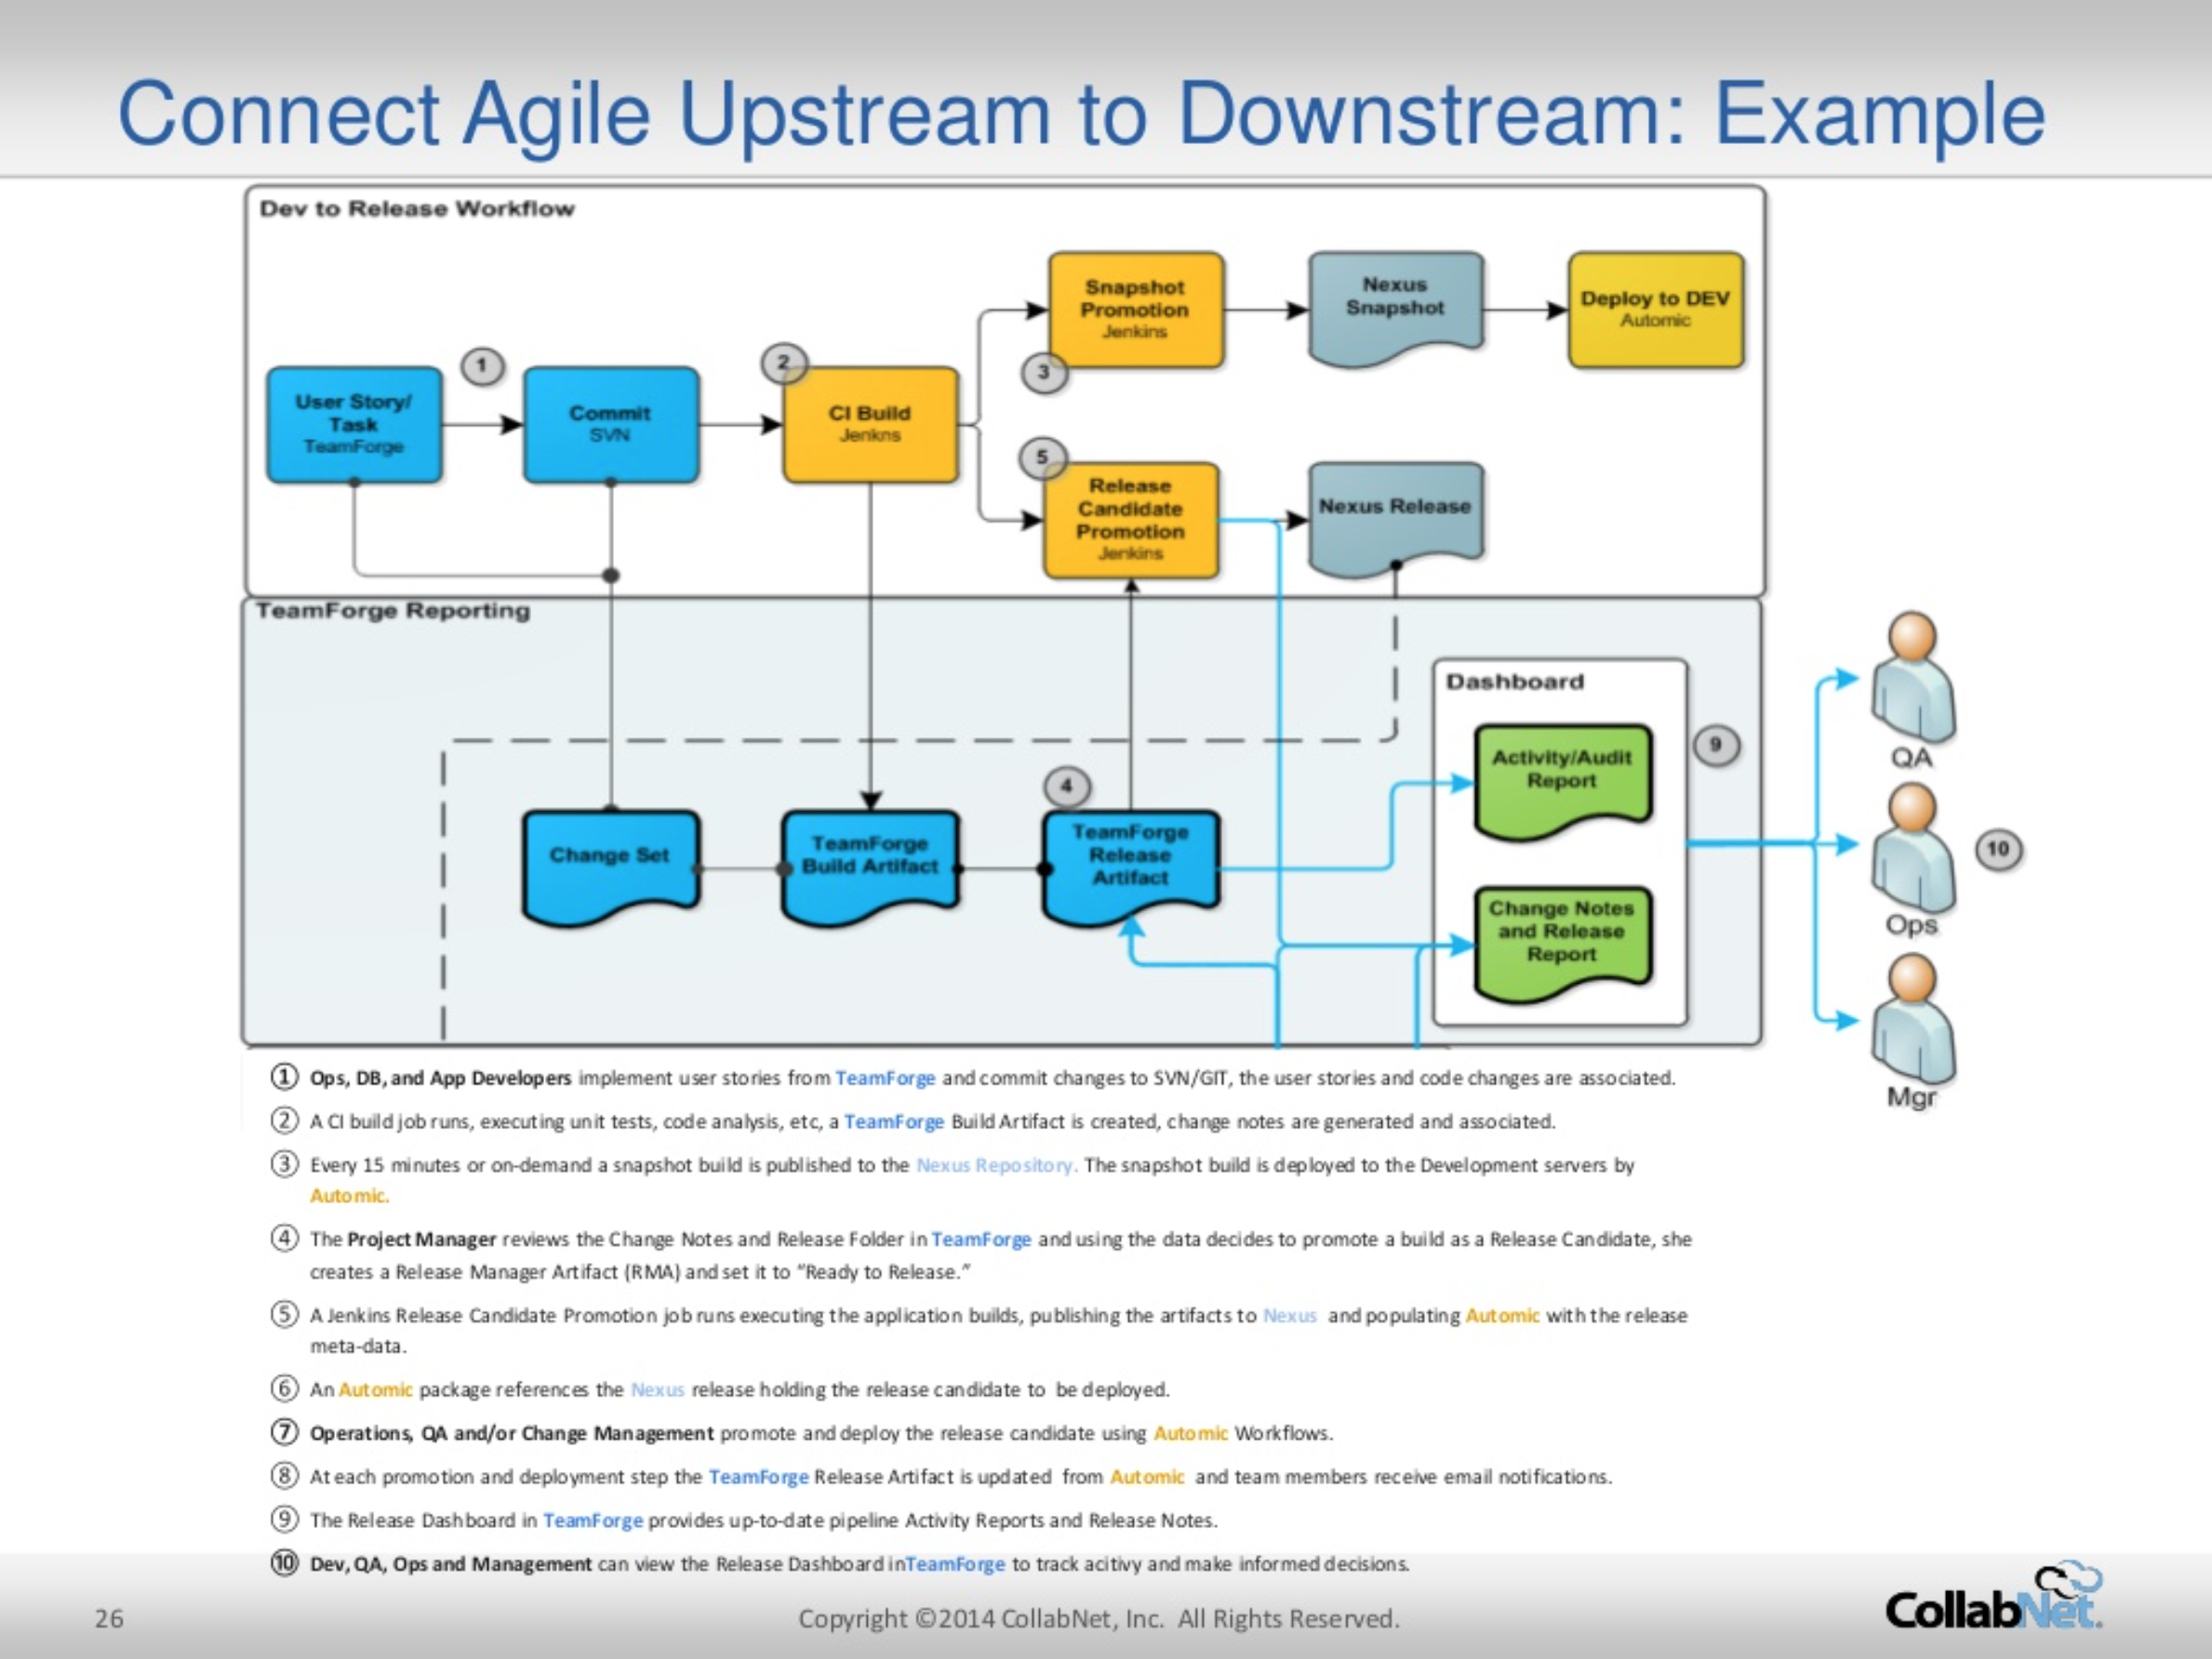 Connect Agile Upstream to Downstream: Example
Dev to Release Workflow
Snapshot
Promotion
Jenkins
Nexus
Snapshot
Deploy to DEV
Automic
3
1
2
User Story/
Task
TeamForge
Commit
SVN
CI Build
Jenkns
5
Release
Candidate
Promotion
Jenkins
Nexus Release
TeamForge Reporting
Dashboard
Activity/Audit
Report
9
QA
4
Change Set
TeamForge
Build Artifact
TeamForge
Release
Artifact
10
Change Notes
and Release
Report
Ops
Mgr
1 Ops, DB, and App Developers implement user stories from TeamForge and commit changes to SVN/GIT, the user stories and code changes are associated.
2 A CI build job runs, executing unit tests, code analysis, etc, a TeamForge Build Artifact is created, change notes are generated and associated.
3 Every 15 minutes or on-demand a snapshot build is published to the Nexus Repository. The snapshot build is deployed to the Development servers by
Automic.
4 The Project Manager reviews the Change Notes and Release Folder in TeamForge and using the data decides to promote a build as a Release Candidate, she
creates a Release Manager Artifact (RMA) and set it to “Ready to Release.”
5 A Jenkins Release Candidate Promotion job runs executing the application builds, publishing the artifacts to Nexus and populating Automic with the release
meta-data.
6 An Automic package references the Nexus release holding the release candidate to be deployed.
7 Operations, QA and/or Change Management promote and deploy the release candidate using Automic Workflows.
8 At each promotion and deployment step the TeamForge Release Artifact is updated from Automic and team members receive email notifications.
9 The Release Dashboard in TeamForge provides up-to-date pipeline Activity Reports and Release Notes.
10 Dev, QA, Ops and Management can view the Release Dashboard inTeamForge to track acitivy and make informed decisions.
26
Copyright ©2014 CollabNet, Inc. All Rights Reserved.
CollabNet.